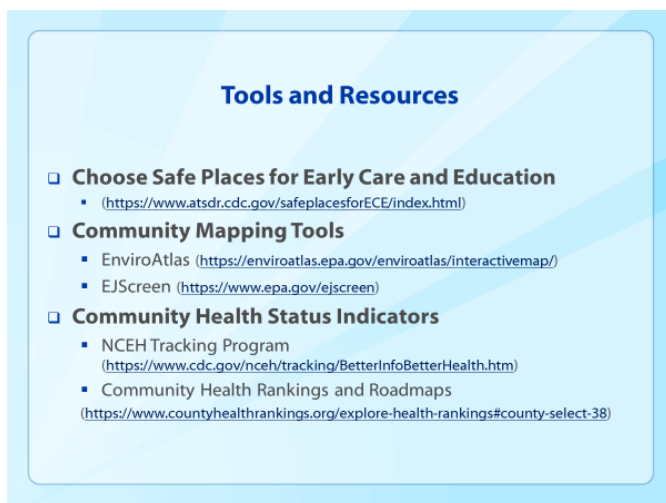 Tools and Resources
❑ Choose Safe Places for Early Care and Education
▪ (https://www.atsdr.cdc.gov/safeplacesforECE/index.html)
❑ Community Mapping Tools
▪ EnviroAtlas (https://enviroatlas.epa.gov/enviroatlas/interactivemap/)
▪ EJScreen (https://www.epa.gov/ejscreen)
❑ Community Health Status Indicators
▪ NCEH Tracking Program
(https://www.cdc.gov/nceh/tracking/BetterInfoBetterHealth.htm)
▪ Community Health Rankings and Roadmaps
(https://www.countyhealthrankings.org/explore-health-rankings#county-select-38)